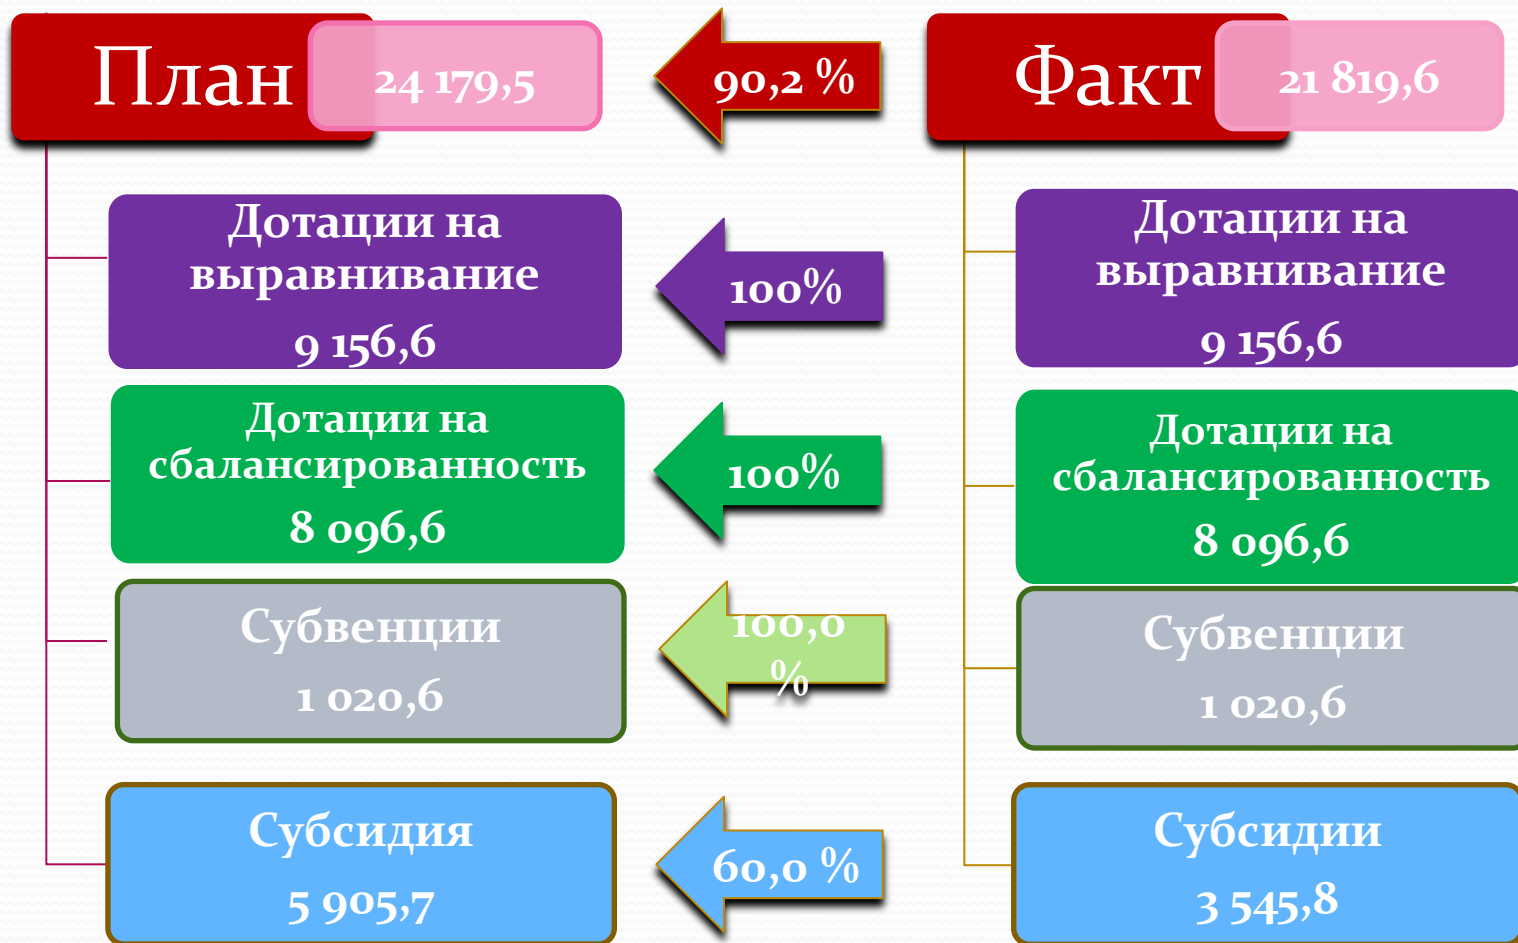 План
24 179,5
90,2 %
Факт
21 819,6
Дотации на
выравнивание
9 156,6
100%
Дотации на
выравнивание
9 156,6
Дотации на
сбалансированность
8 096,6
100%
Дотации на
сбалансированность
8 096,6
Субвенции
1 020,6
100,0
%
Субвенции
1 020,6
Субсидия
5 905,7
60,0 %
Субсидии
3 545,8